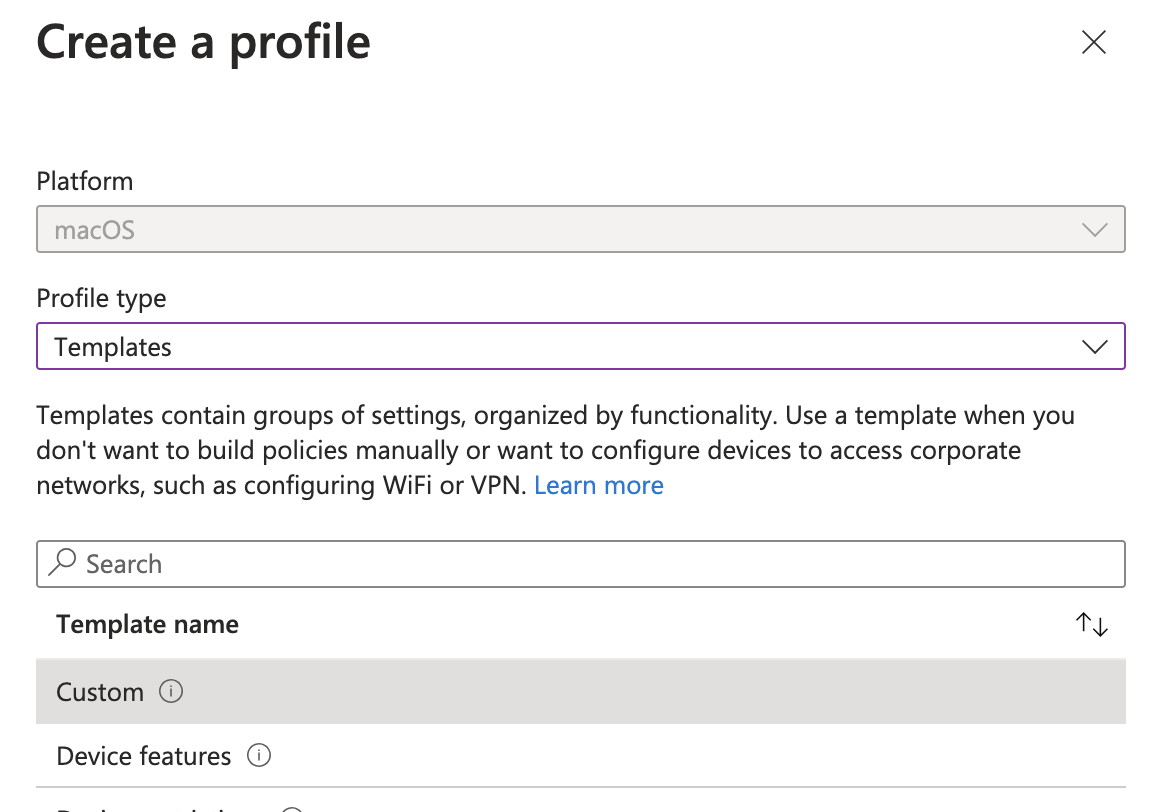 Create a profile
Platform
macOS
Profile type
Templates
Templates contain groups of settings, organized by functionality. Use a template when you
don't want to build policies manually or want to configure devices to access corporate
networks, such as configuring WiFi or VPN. Learn more
Search
Template name
Custom
Device features